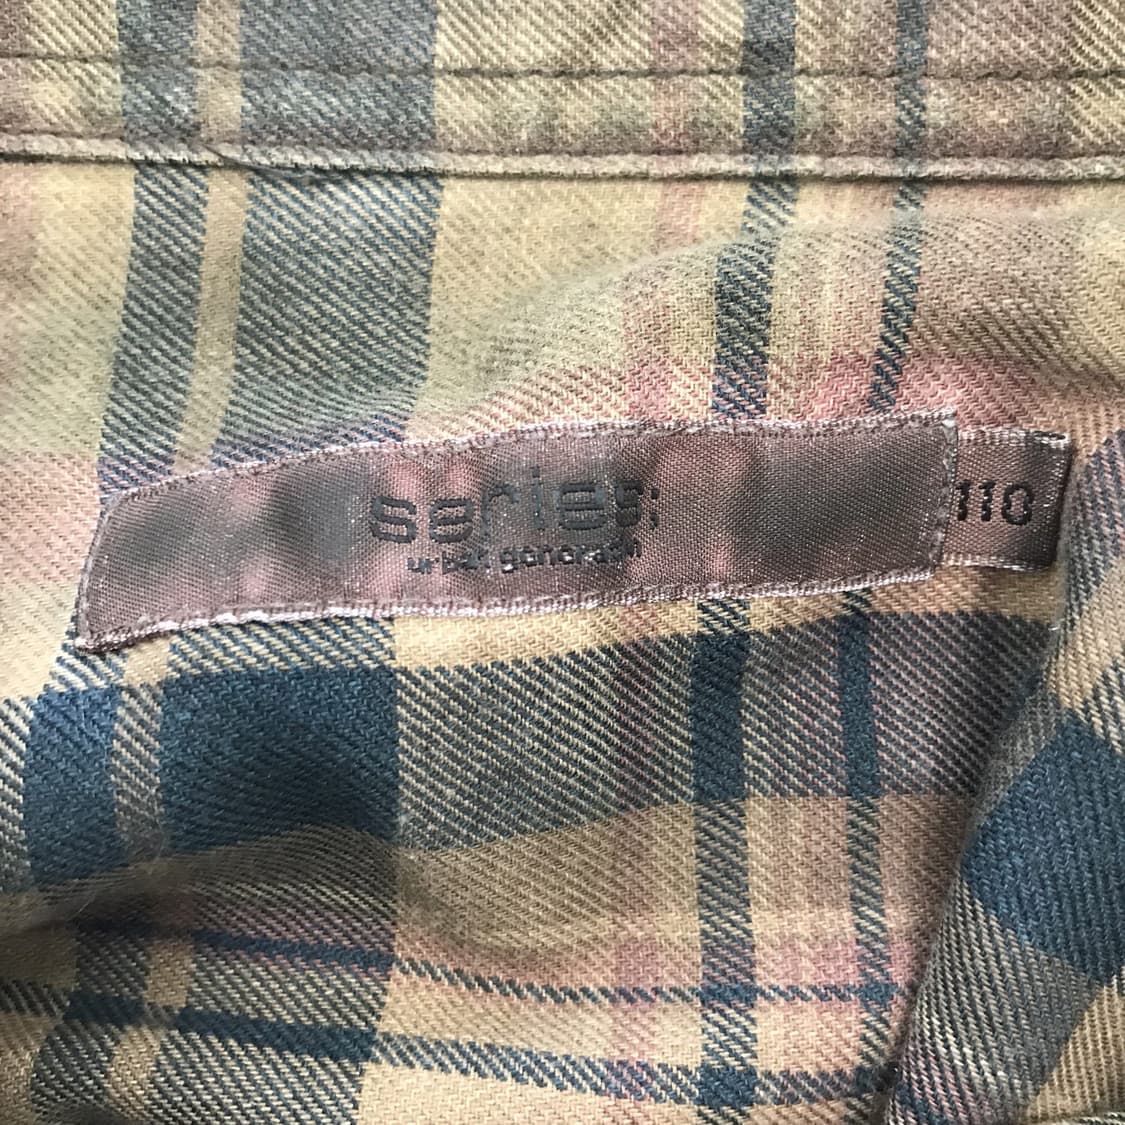 series:
urban generation
110